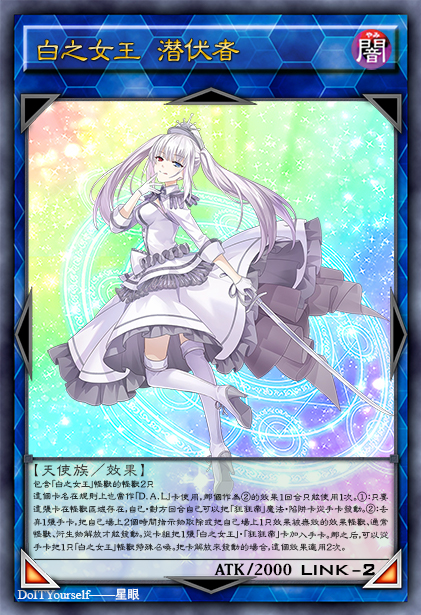 白之女王 潜伏者
やみ
闇
【天使族／效果】
包含「白之女王」怪獸的怪獸2只
這個卡名在規則上也當作「D.A.L」卡使用。那個作為②的效果1回合只能使用1次。①:只要
這張卡在怪獸區域存在，自己·對方回合自己可以把「狂狂帝」魔法·陷阱卡從手卡發動。②:丟
棄1張手卡，把自己場上2個時間指示物取除或把自己場上1只效果被無效的效果怪獸、通常
怪獸、衍生物解放才能發動。從卡組把1張「白之女王」·「狂狂帝」卡加入手卡。那之後，可以從
手卡把1只「白之女王」怪獸特殊召喚。把卡解放來發動的場合，這個效果適用2次。
ATK/2000 LINK-2
DoITYourself——星眼